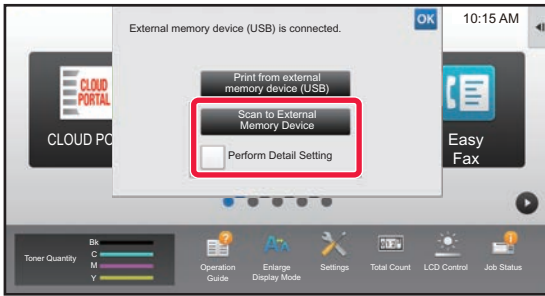 External memory device (USB) is connected.
OK
10:15 AM
Print from external
memory device (USB)
Scan to External
Memory Device
Perform Detail Setting
CLOUD
PORTAL
CLOUD PO
Easy
Fax
Toner Quantity
Bk
C
M
Y
Operation
Guide
Enlarge
Display Mode
Settings
Total Count
LCD Control
Job Status